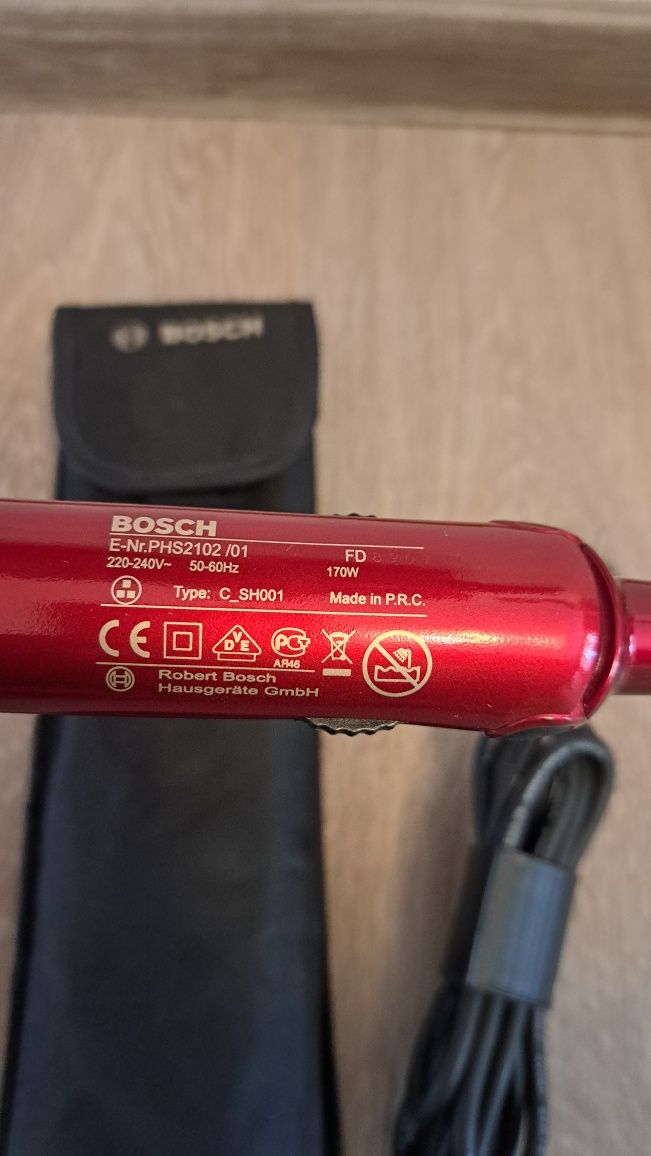 BOSCH
BOSCH
E-Nr.PHS2102 /01 FD
220-240V~ 50-60Hz 170W
Type: C_SH001 Made in P.R.C.
CE VDE PCT
АЯ46
Robert Bosch
Hausgeräte GmbH